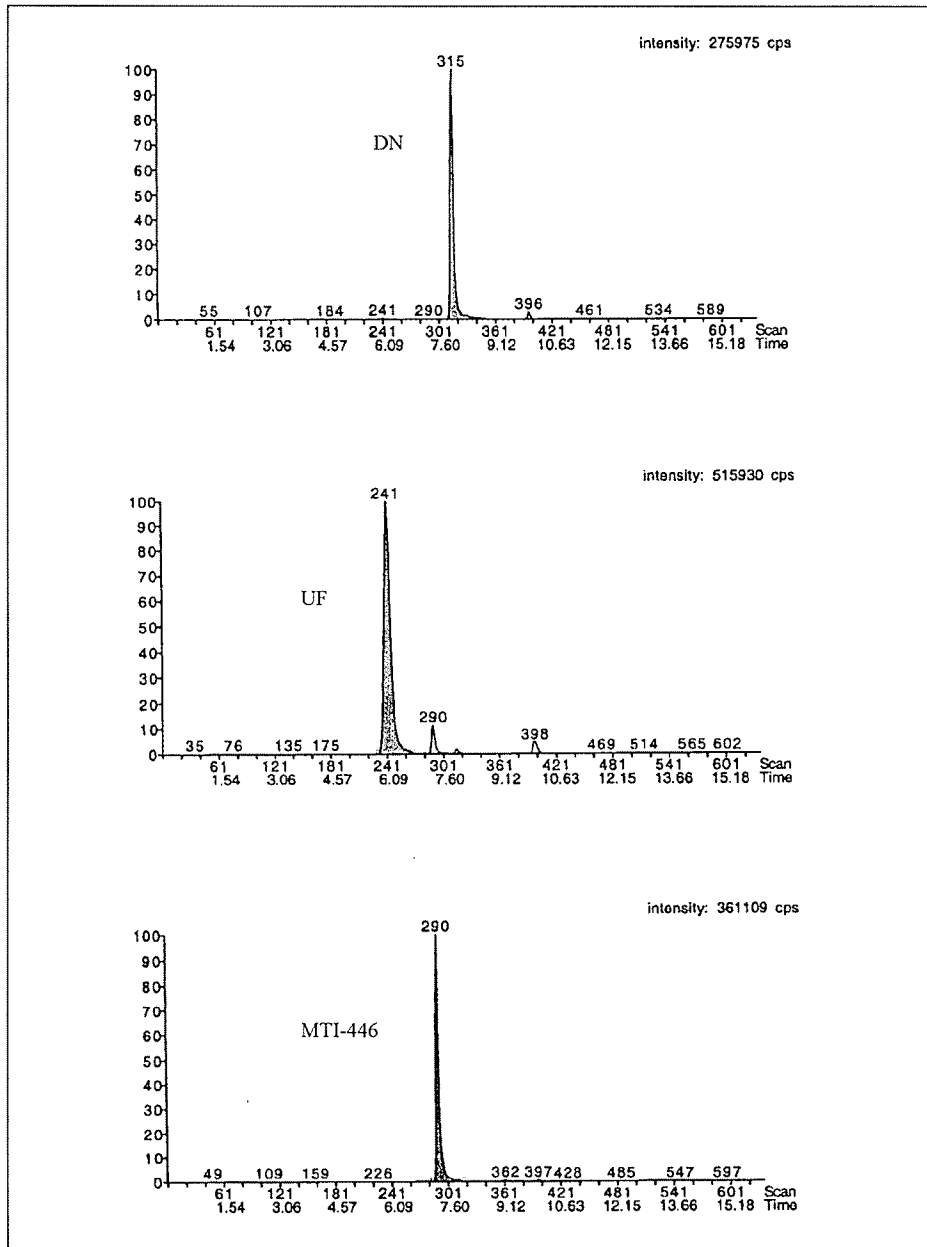 intensity: 275975 cps
315
100
90
80
70
60
50
40
30
20
10
0
DN
55 107 184 241 290 396 461 534 589
61 121 181 241 301 361 421 481 541 601 Scan
1.54 3.06 4.57 6.09 7.60 9.12 10.63 12.15 13.66 15.18 Time
intensity: 515930 cps
241
100
90
80
70
60
50
40
30
20
10
0
UF
290
398
35 76 135 175 469 514 565 602
61 121 181 241 301 361 421 481 541 601 Scan
1.54 3.06 4.57 6.09 7.60 9.12 10.63 12.15 13.66 15.18 Time
intensity: 361109 cps
290
100
90
80
70
60
50
40
30
20
10
0
MTI-446
49 109 159 226 362 397 428 485 547 597
61 121 181 241 301 361 421 481 541 601 Scan
1.54 3.06 4.57 6.09 7.60 9.12 10.63 12.15 13.66 15.18 Time